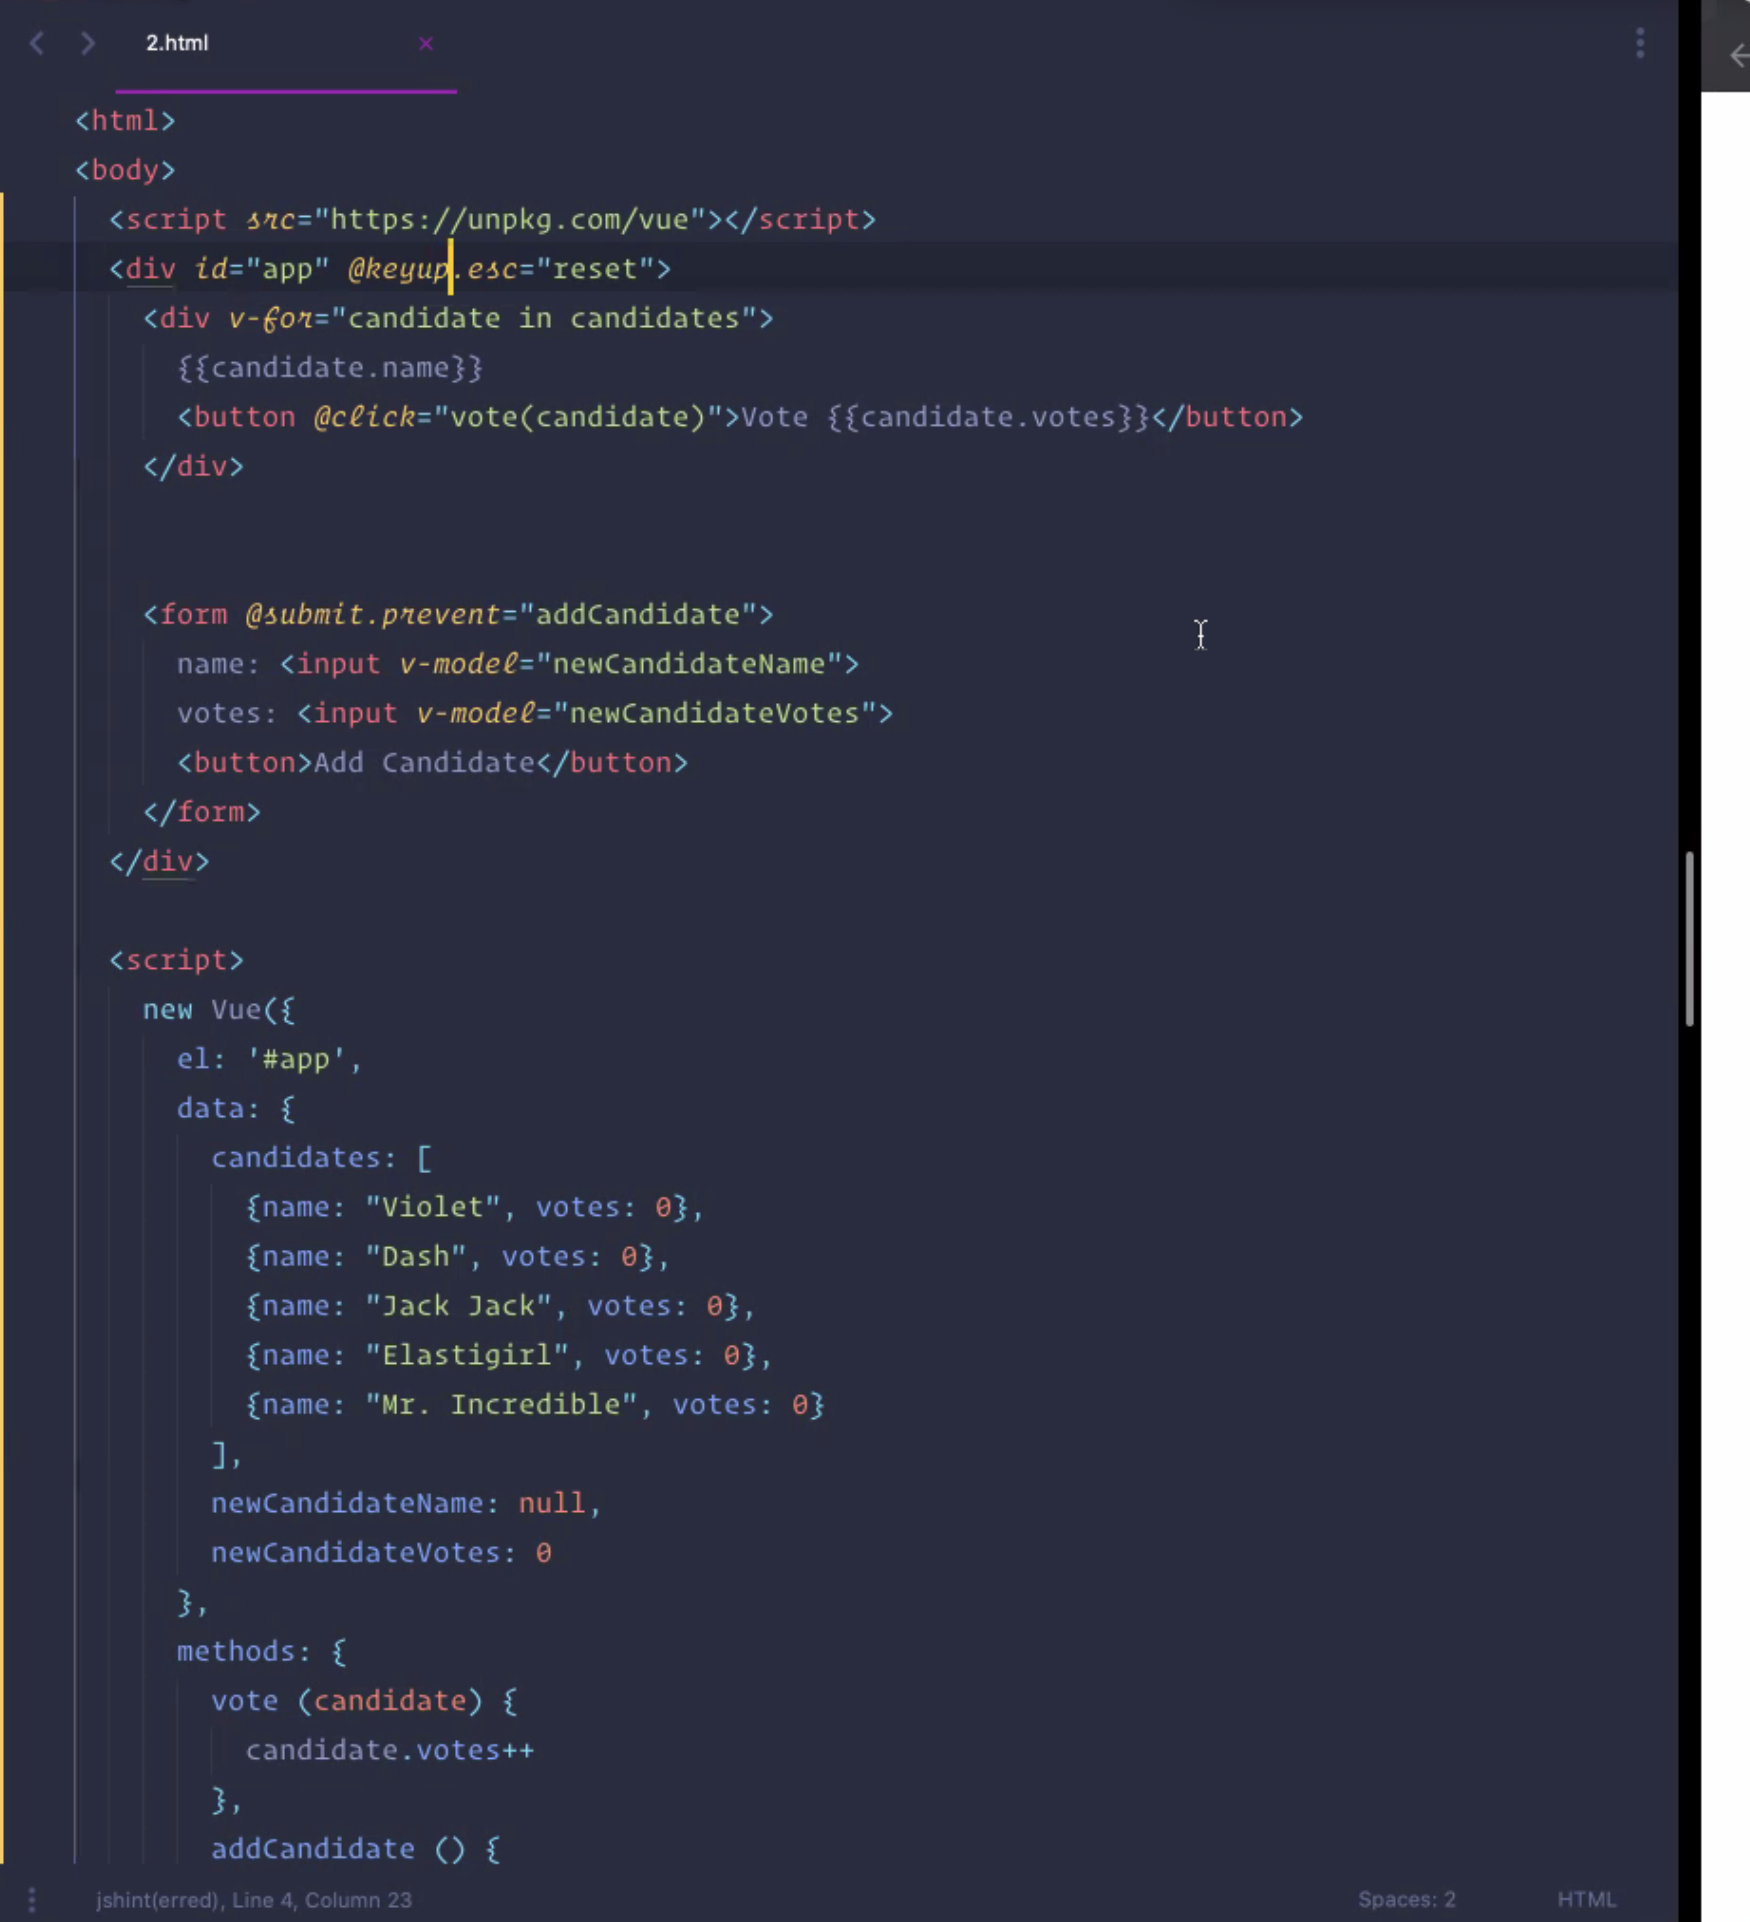 2.html
<html>
<body>
<script src="https://unpkg.com/vue"></script>
<div id="app" @keyup.esc="reset">
<div v-for="candidate in candidates">
{{candidate.name}}
<button @click="vote(candidate)">Vote {{candidate.votes}}</button>
</div>
<form @submit.prevent="addCandidate">
name: <input v-model="newCandidateName">
votes: <input v-model="newCandidateVotes">
<button>Add Candidate</button>
</form>
</div>
<script>
new Vue({
el: '#app',
data: {
candidates: [
{name: "Violet", votes: 0},
{name: "Dash", votes: 0},
{name: "Jack Jack", votes: 0},
{name: "Elastigirl", votes: 0},
{name: "Mr. Incredible", votes: 0}
],
newCandidateName: null,
newCandidateVotes: 0
},
methods: {
vote (candidate) {
candidate.votes++
},
addCandidate () {
jshint(erred), Line 4, Column 23 Spaces: 2 HTML